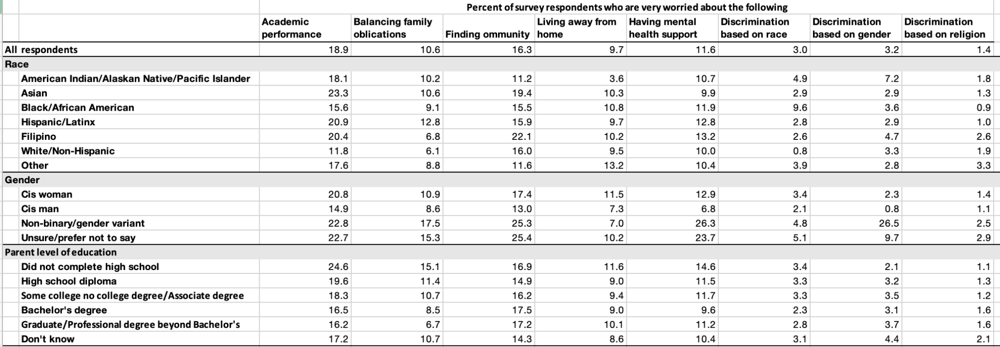 Percent of survey respondents who are very worried about the following
Academic performance Balancing family oblications Finding ommunity Living away from home Having mental health support Discrimination based on race Discrimination based on gender Discrimination based on religion
All respondents 18.9 10.6 16.3 9.7 11.6 3.0 3.2 1.4
Race
American Indian/Alaskan Native/Pacific Islander 18.1 10.2 11.2 3.6 10.7 4.9 7.2 1.8
Asian 23.3 10.6 19.4 10.3 9.9 2.9 2.9 1.3
Black/African American 15.6 9.1 15.5 10.8 11.9 9.6 3.6 0.9
Hispanic/Latinx 20.9 12.8 15.9 9.7 12.8 2.8 2.9 1.0
Filipino 20.4 6.8 22.1 10.2 13.2 2.6 4.7 2.6
White/Non-Hispanic 11.8 6.1 16.0 9.5 10.0 0.8 3.3 1.9
Other 17.6 8.8 11.6 13.2 10.4 3.9 2.8 3.3
Gender
Cis woman 20.8 10.9 17.4 11.5 12.9 3.4 2.3 1.4
Cis man 14.9 8.6 13.0 7.3 6.8 2.1 0.8 1.1
Non-binary/gender variant 22.8 17.5 25.3 7.0 26.3 4.8 26.5 2.5
Unsure/prefer not to say 22.7 15.3 25.4 10.2 23.7 5.1 9.7 2.9
Parent level of education
Did not complete high school 24.6 15.1 16.9 11.6 14.6 3.4 2.1 1.1
High school diploma 19.6 11.4 14.9 9.0 11.5 3.3 3.2 1.3
Some college no college degree/Associate degree 18.3 10.7 16.2 9.4 11.7 3.3 3.5 1.2
Bachelor's degree 16.5 8.5 17.5 9.0 9.6 2.3 3.1 1.6
Graduate/Professional degree beyond Bachelor's 16.2 6.7 17.2 10.1 11.2 2.8 3.7 1.6
Don't know 17.2 10.7 14.3 8.6 10.4 3.1 4.4 2.1